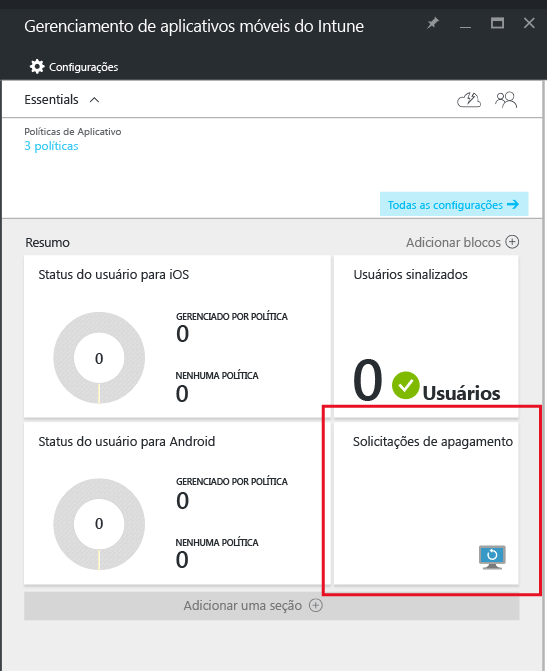 Gerenciamento de aplicativos móveis do Intune
Configurações
Essentials
Políticas de Aplicativo
3 políticas
Todas as configurações
Resumo
Adicionar blocos
Status do usuário para iOS
0
GERENCIADO POR POLÍTICA
0
NENHUMA POLÍTICA
0
Usuários sinalizados
0 Usuários
Status do usuário para Android
0
GERENCIADO POR POLÍTICA
0
NENHUMA POLÍTICA
0
Solicitações de apagamento
Adicionar uma seção